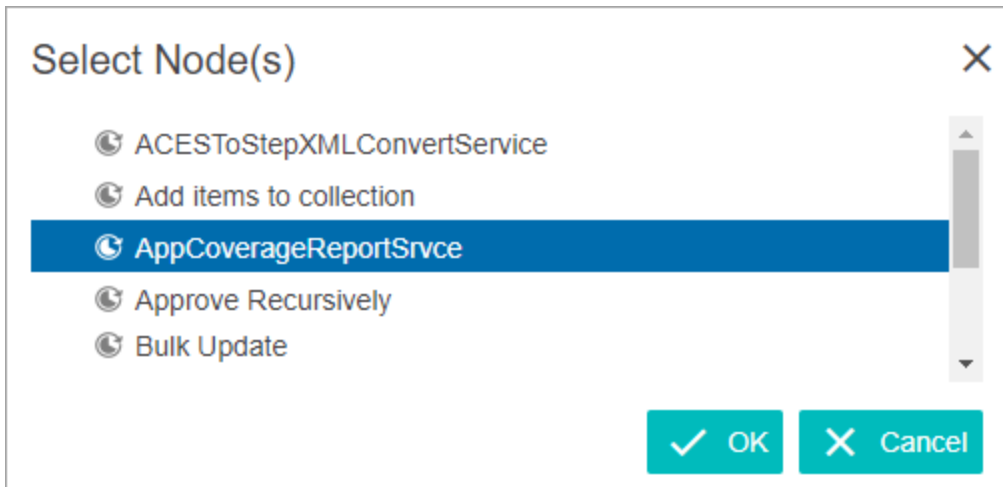 Select Node(s)
ACESToStepXMLConvertService
Add items to collection
AppCoverageReportSrvce
Approve Recursively
Bulk Update
OK
Cancel